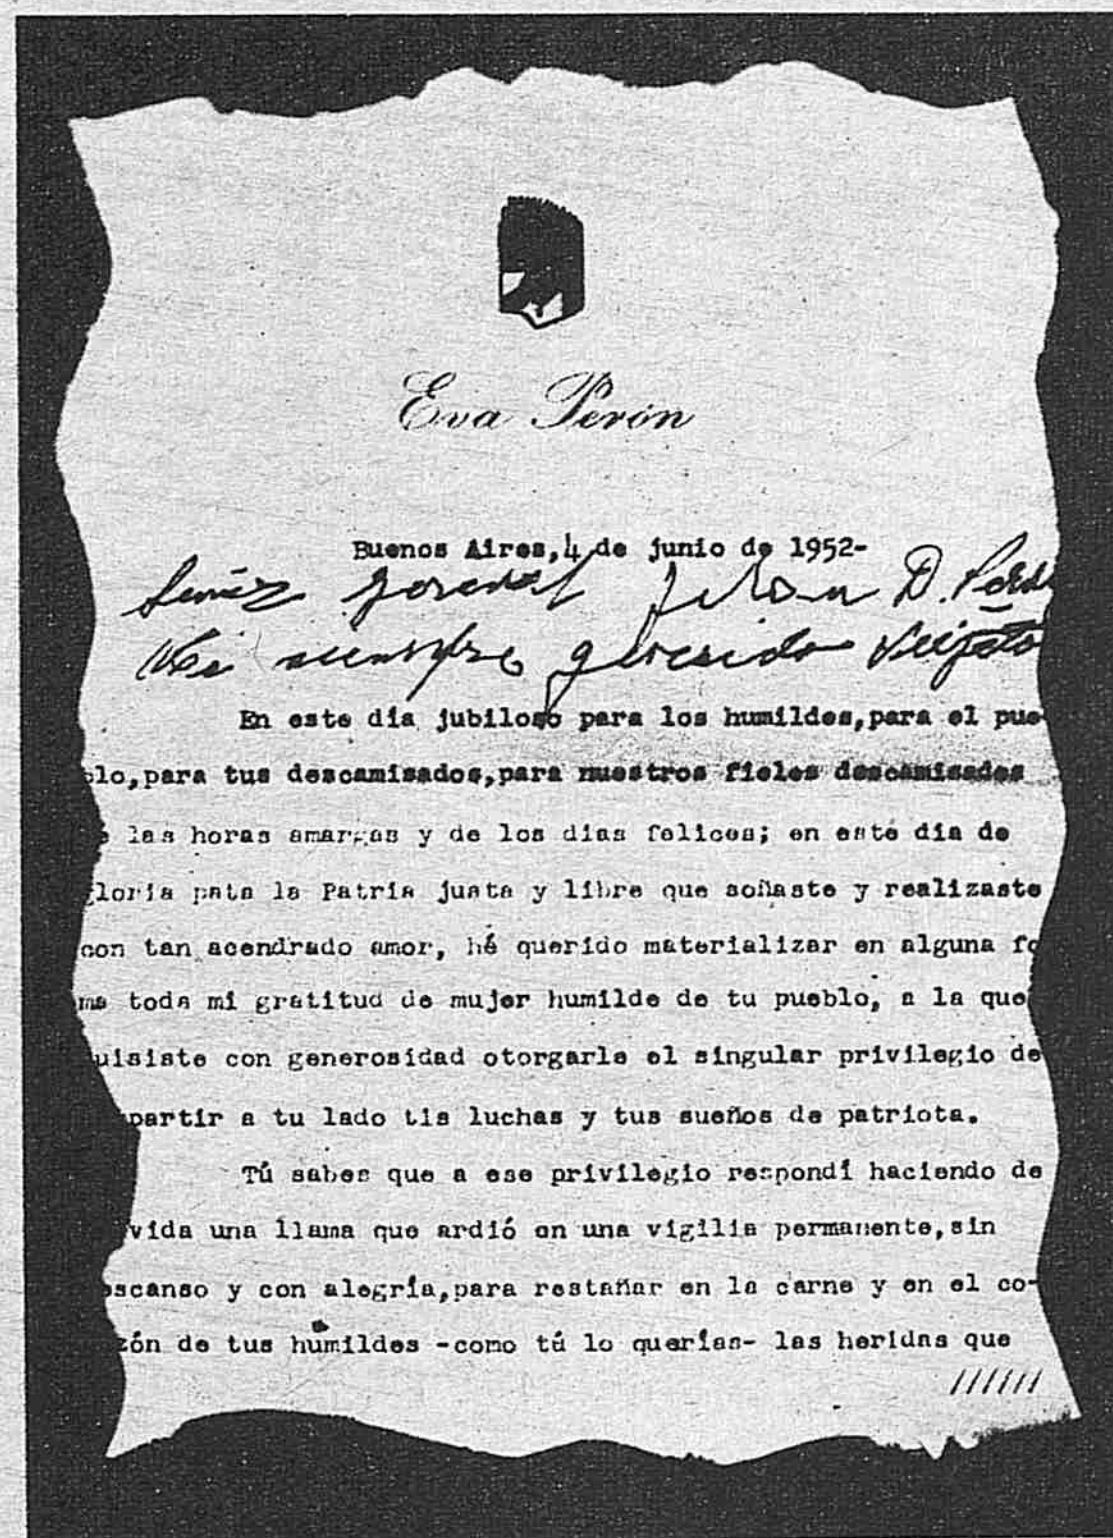 Eva Perón
Buenos Aires, 4 de junio de 1952-
Señor General Juan D. Perón
Mi siempre querido Viejito
En este día jubiloso para los humildes,para el pue-
blo,para tus descamisados,para nuestros fieles descamisados
e las horas amargas y de los dias felices; en este dia de
gloria pata la Patria justa y libre que soñaste y realizaste
con tan acendrado amor, hé querido materializar en alguna fo
ma toda mi gratitud de mujer humilde de tu pueblo, a la que
uisiste con generosidad otorgarle el singular privilegio de
partir a tu lado tis luchas y tus sueños de patriota.
Tú sabes que a ese privilegio respondí haciendo de
vida una llama que ardió en una vigilia permanente,sin
escanso y con alegría,para restañar en la carne y en el co-
zón de tus humildes -como tú lo querías- las heridas que
//////